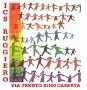 ICS RUGGIERO
VIA TRENTO 81100 CASERTA